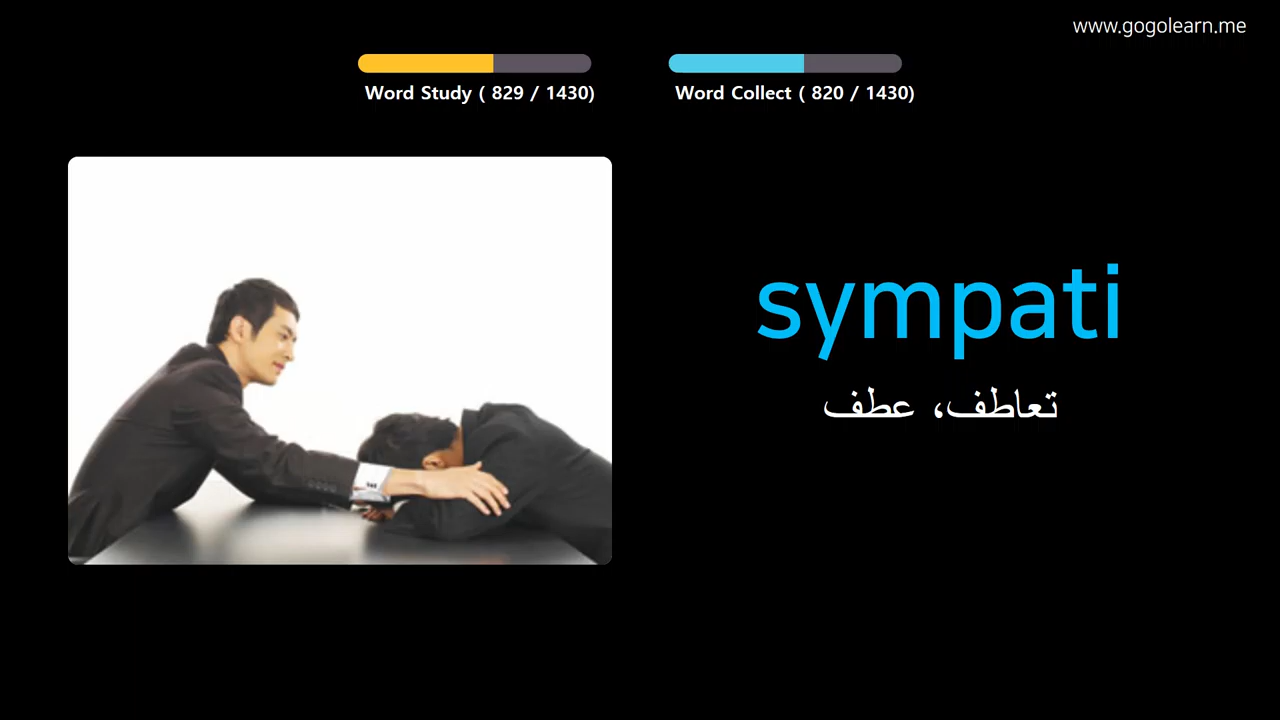 www.gogolearn.me
Word Study ( 829 / 1430)
Word Collect ( 820 / 1430)
sympati
تعاطف، عطف